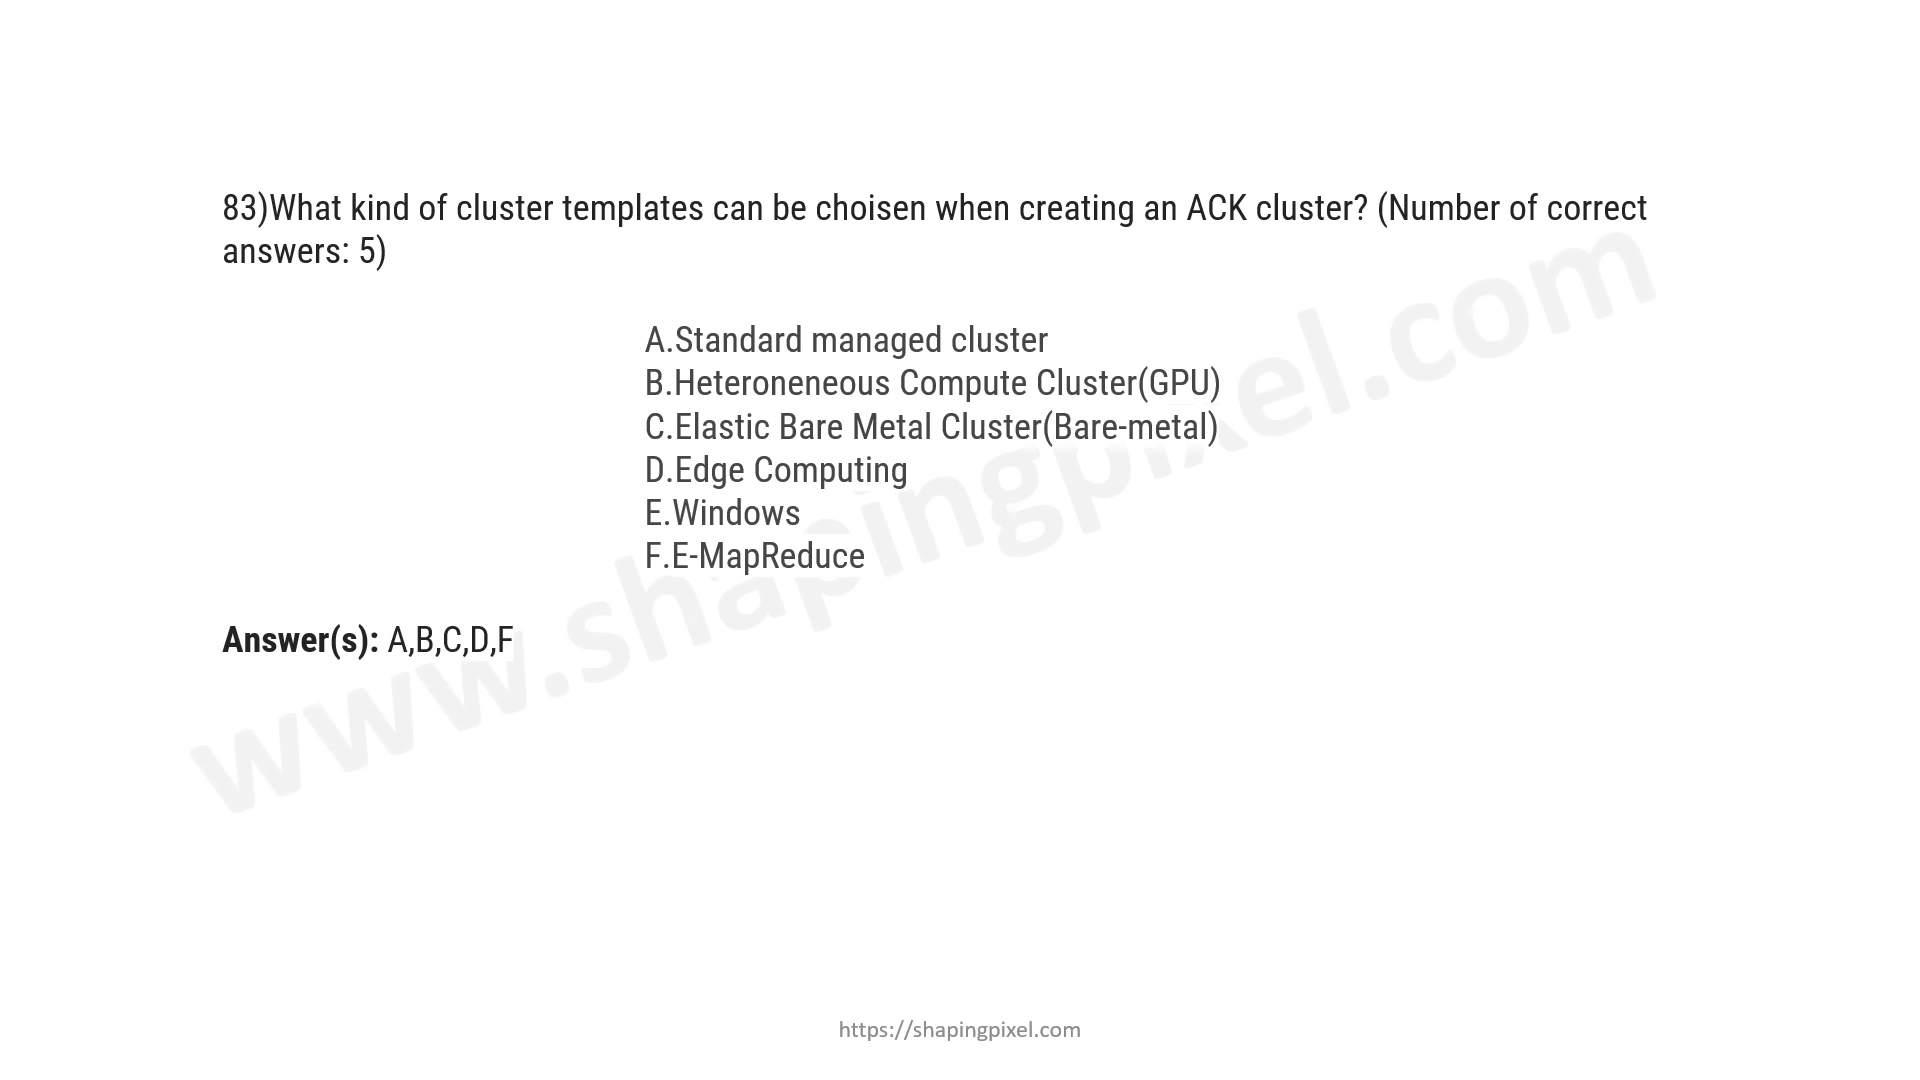 83)What kind of cluster templates can be choisen when creating an ACK cluster? (Number of correct
answers: 5)
A.Standard managed cluster
B.Heteroneneous Compute Cluster(GPU)
C.Elastic Bare Metal Cluster(Bare-metal)
D.Edge Computing
E.Windows
F.E-MapReduce
Answer(s): A,B,C,D,F
www.shapingpixel.com
https://shapingpixel.com